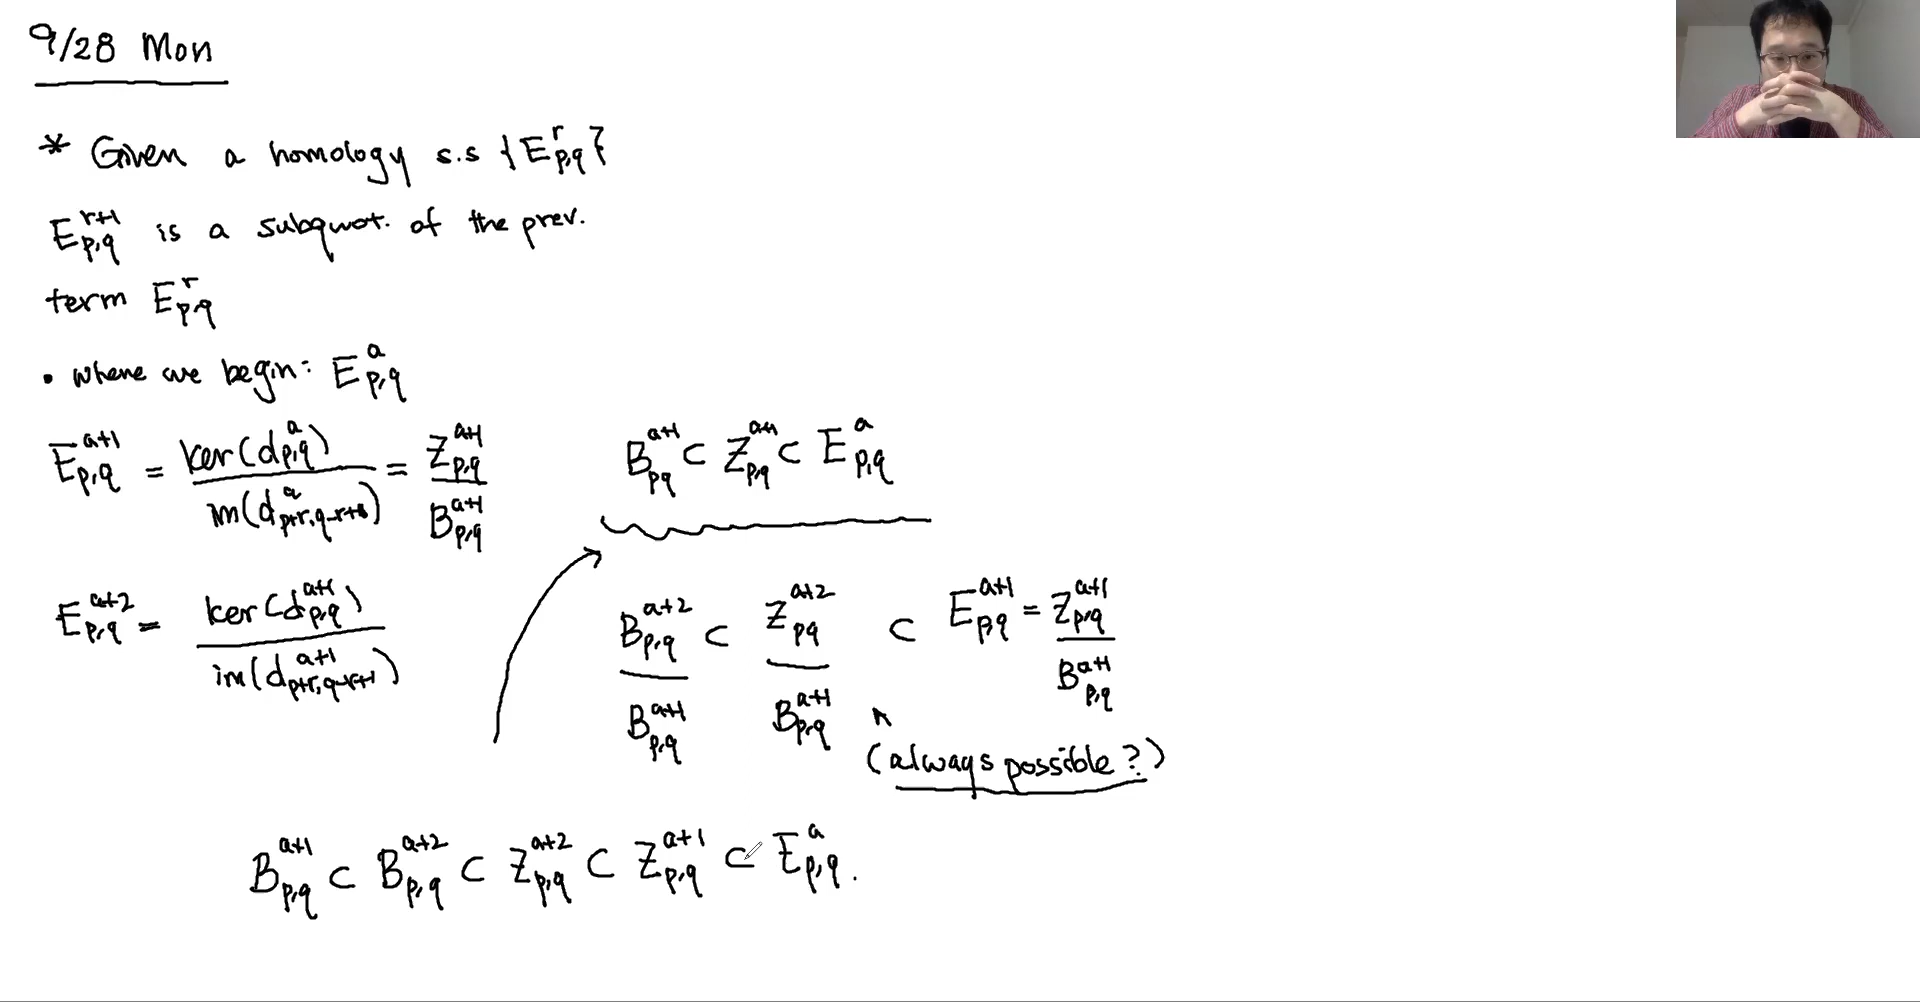 9/28 Mon
* Given a homology s.s {E^r_{p,q}}
E^{r+1}_{p,q} is a subquot. of the prev.
term E^r_{p,q}
• where we begin: E^a_{p,q}
E^{a+1}_{p,q} = ker(d^a_{p,q}) / im(d^a_{p+r,q-r+1}) = Z^{a+1}_{p,q} / B^{a+1}_{p,q}
B^{a+1}_{pq} ⊂ Z^{a+1}_{p,q} ⊂ E^a_{p,q}
E^{a+2}_{p,q} = ker(d^{a+1}_{p,q}) / im(d^{a+1}_{p+r,q-r+1})
B^{a+2}_{p,q} / B^{a+1}_{p,q} ⊂ Z^{a+2}_{pq} / B^{a+1}_{p,q} ⊂ E^{a+1}_{p,q} = Z^{a+1}_{p,q} / B^{a+1}_{p,q}
(always possible?)
B^{a+1}_{p,q} ⊂ B^{a+2}_{p,q} ⊂ Z^{a+2}_{p,q} ⊂ Z^{a+1}_{p,q} ⊂ E^a_{p,q}.